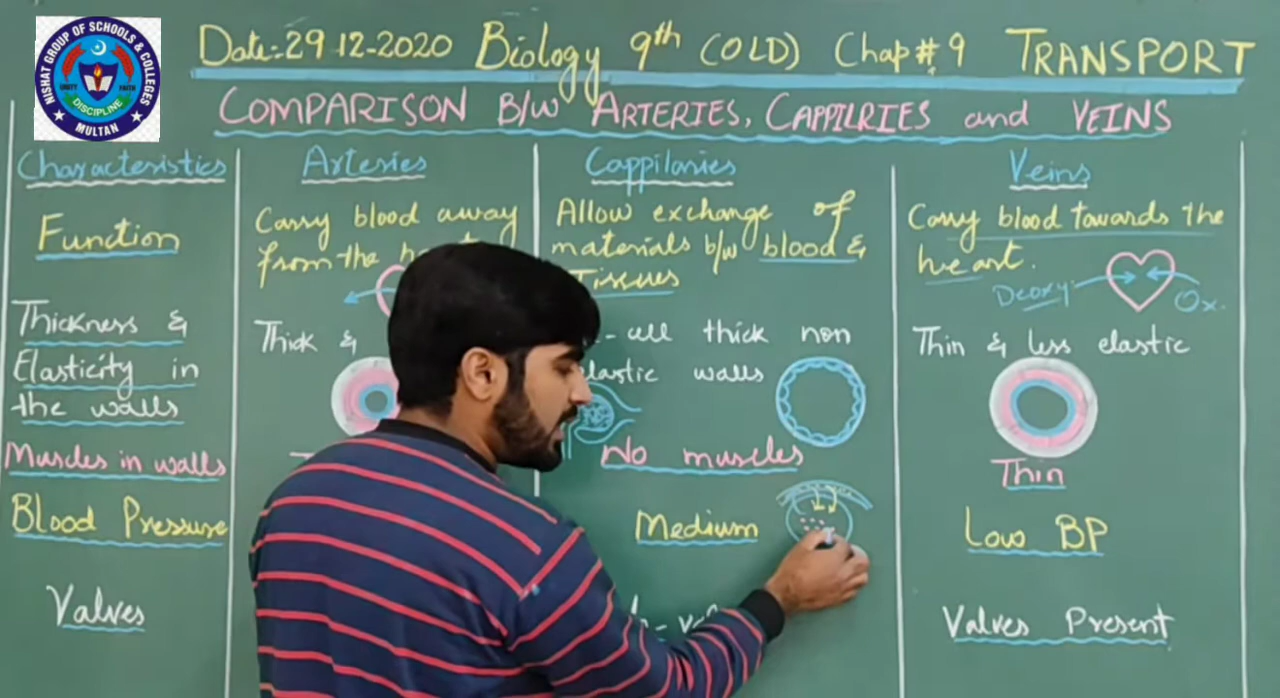 NISHAT GROUP OF SCHOOLS & COLLEGES
UNITY FAITH
DISCIPLINE
MULTAN
Date:-29-12-2020 Biology 9th (OLD) Chap # 9 TRANSPORT
COMPARISON B/W ARTERIES, CAPPILRIES and VEINS
Characteristics Arteries Cappilaries Veins
Function
Carry blood away
from the
Allow exchange of
materials b/w blood &
Tissues
Carry blood towards the
heart.
Deoxy. Ox.
Thickness &
Elasticity in
the walls
Thick &
thick non
walls
Thin & less elastic
Muscles in walls
No muscles
Thin
Blood Pressure
Medium
Low BP
Valves
Valves Present